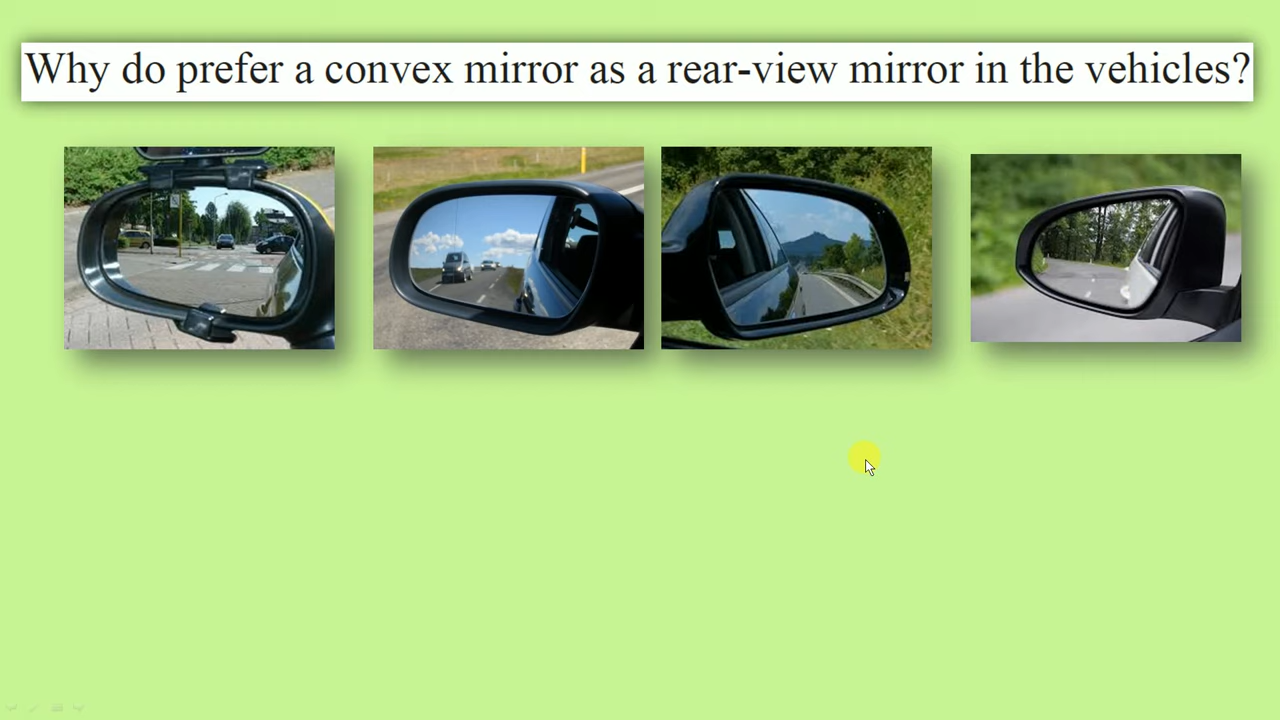 Why do prefer a convex mirror as a rear-view mirror in the vehicles?